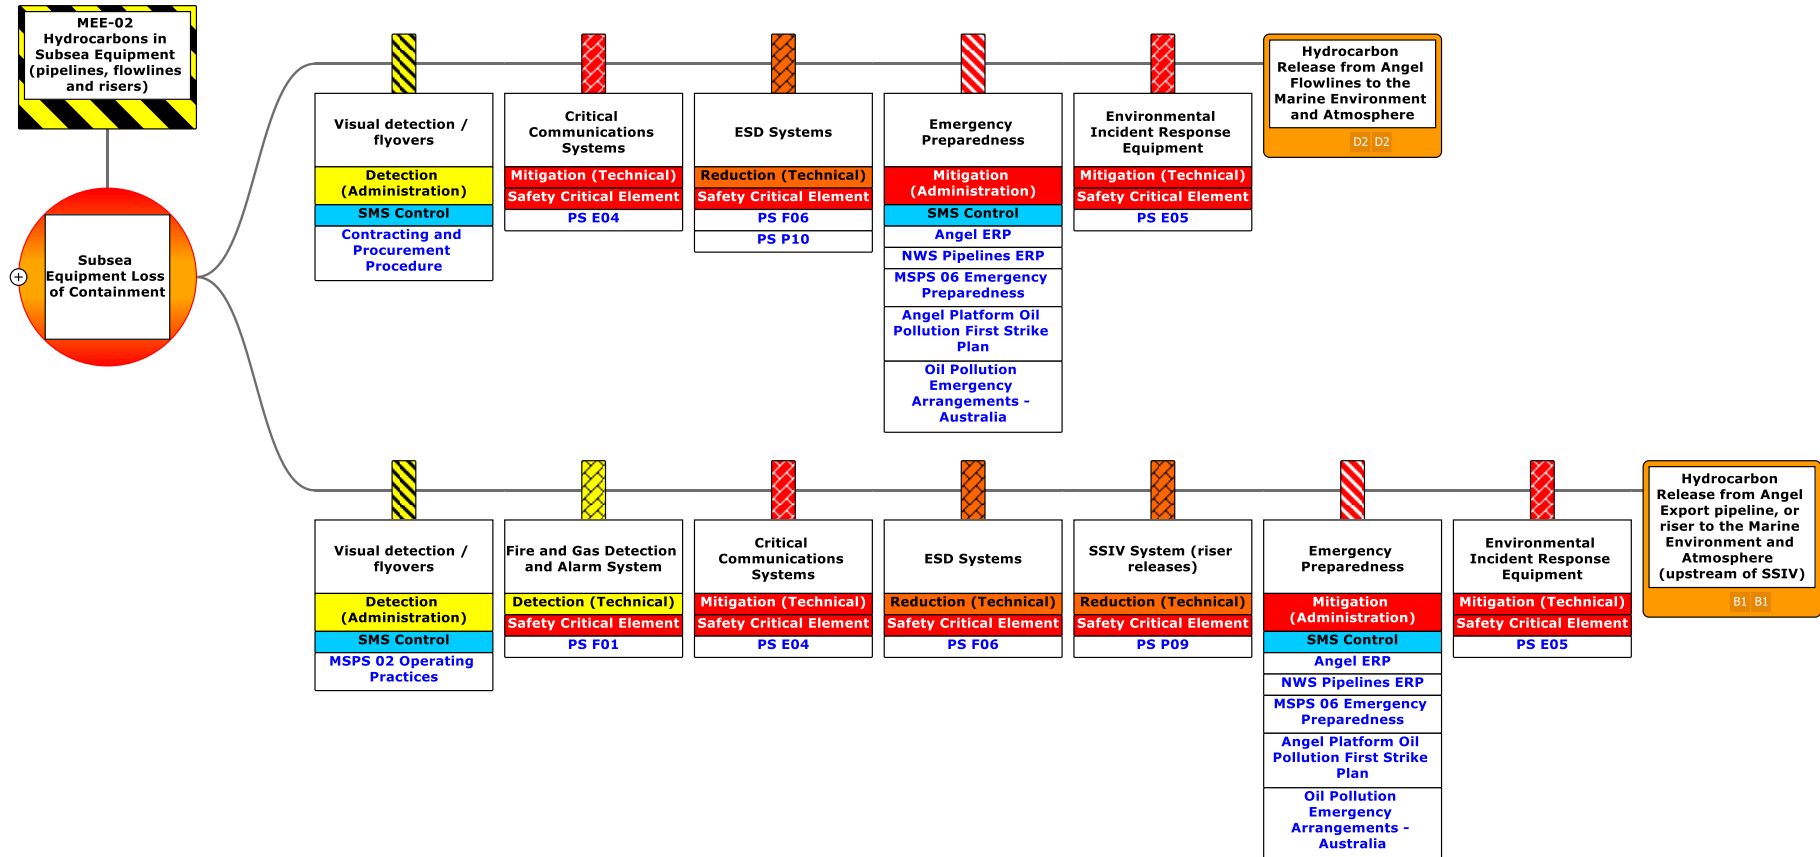 MEE-02
Hydrocarbons in
Subsea Equipment
(pipelines, flowlines
and risers)
Subsea
Equipment Loss
of Containment
+
Visual detection /
flyovers
Detection
(Administration)
SMS Control
Contracting and
Procurement
Procedure
Critical
Communications
Systems
Mitigation (Technical)
Safety Critical Element
PS E04
ESD Systems
Reduction (Technical)
Safety Critical Element
PS F06
PS P10
Emergency
Preparedness
Mitigation
(Administration)
SMS Control
Angel ERP
NWS Pipelines ERP
MSPS 06 Emergency
Preparedness
Angel Platform Oil
Pollution First Strike
Plan
Oil Pollution
Emergency
Arrangements -
Australia
Environmental
Incident Response
Equipment
Mitigation (Technical)
Safety Critical Element
PS E05
Hydrocarbon
Release from Angel
Flowlines to the
Marine Environment
and Atmosphere
D2 D2
Visual detection /
flyovers
Detection
(Administration)
SMS Control
MSPS 02 Operating
Practices
Fire and Gas Detection
and Alarm System
Detection (Technical)
Safety Critical Element
PS F01
Critical
Communications
Systems
Mitigation (Technical)
Safety Critical Element
PS E04
ESD Systems
Reduction (Technical)
Safety Critical Element
PS F06
SSIV System (riser
releases)
Reduction (Technical)
Safety Critical Element
PS P09
Emergency
Preparedness
Mitigation
(Administration)
SMS Control
Angel ERP
NWS Pipelines ERP
MSPS 06 Emergency
Preparedness
Angel Platform Oil
Pollution First Strike
Plan
Oil Pollution
Emergency
Arrangements -
Australia
Environmental
Incident Response
Equipment
Mitigation (Technical)
Safety Critical Element
PS E05
Hydrocarbon
Release from Angel
Export pipeline, or
riser to the Marine
Environment and
Atmosphere
(upstream of SSIV)
B1 B1